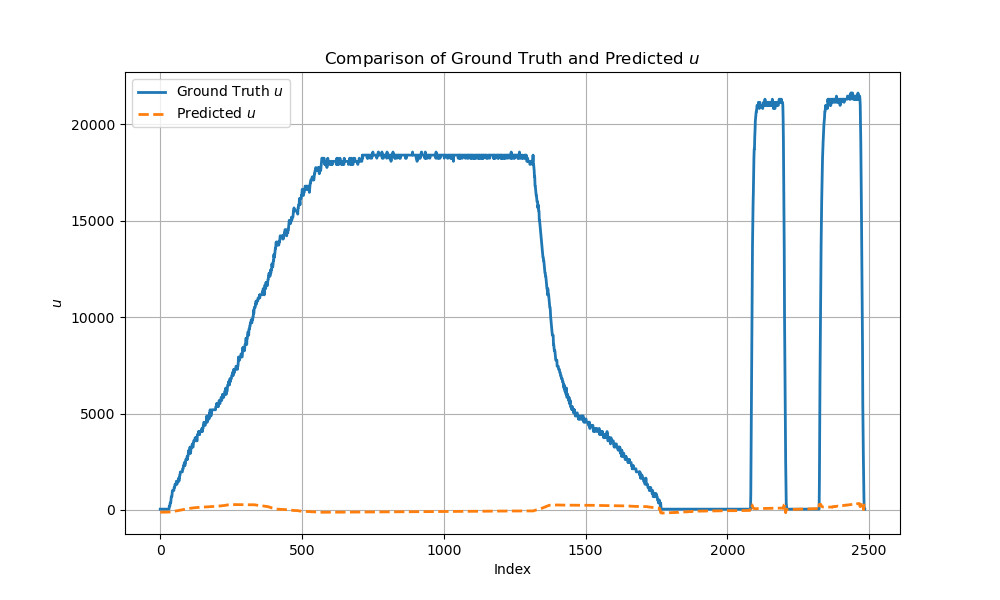 Comparison of Ground Truth and Predicted u
Ground Truth u
Predicted u
20000
15000
10000
5000
0
u
0 500 1000 1500 2000 2500
Index